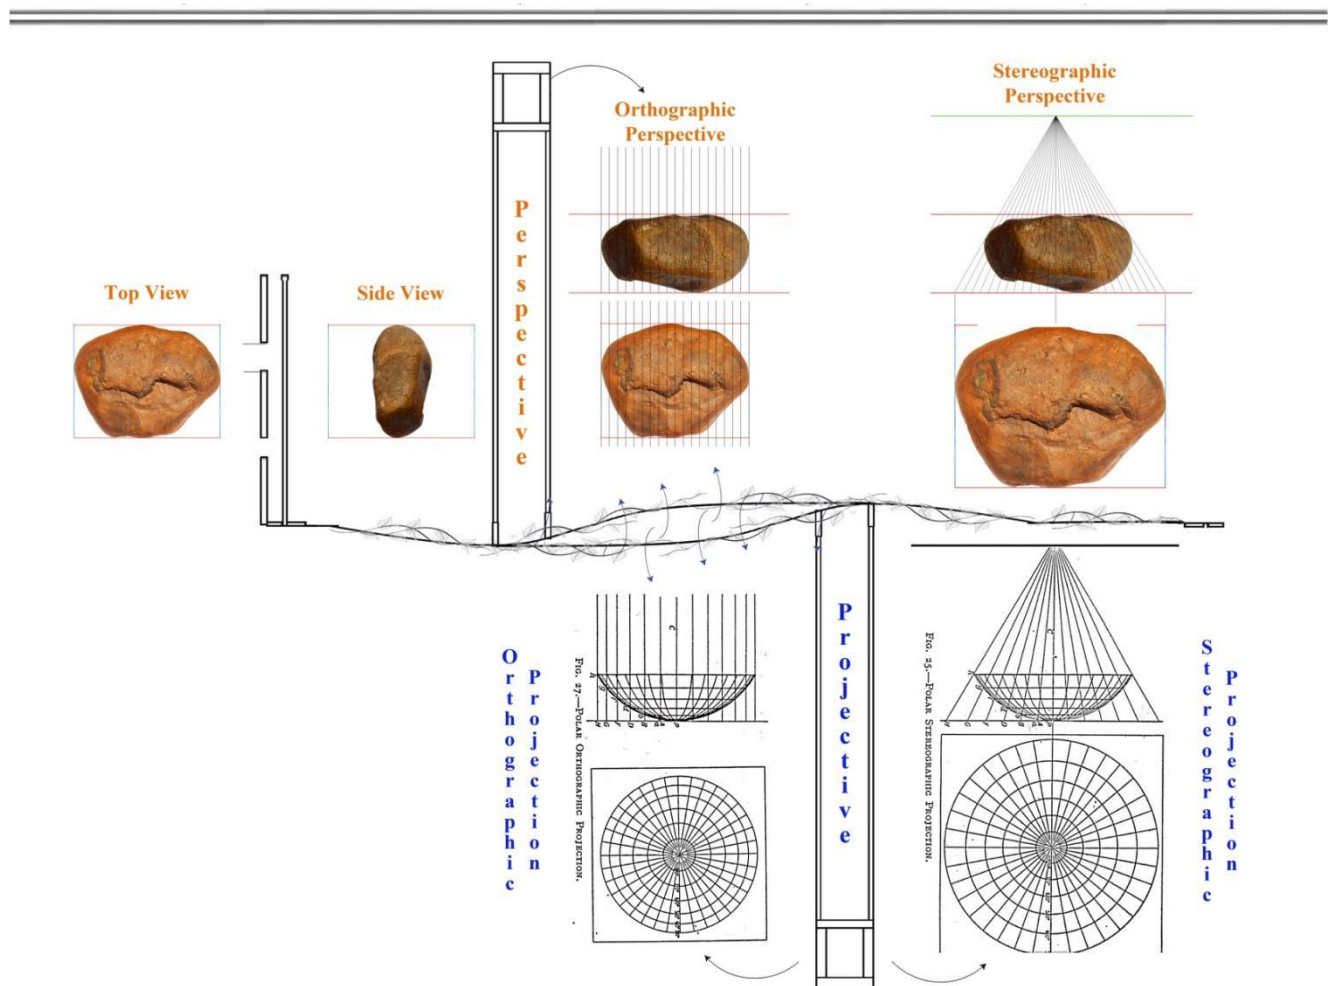 Stereographic
Perspective
Orthographic
Perspective
Perspective
Top View
Side View
Projective
Orthographic
Projection
FIG. 27.—POLAR ORTHOGRAPHIC PROJECTION.
C
P
FIG. 25.—POLAR STEREOGRAPHIC PROJECTION.
C
Stereographic
Projection